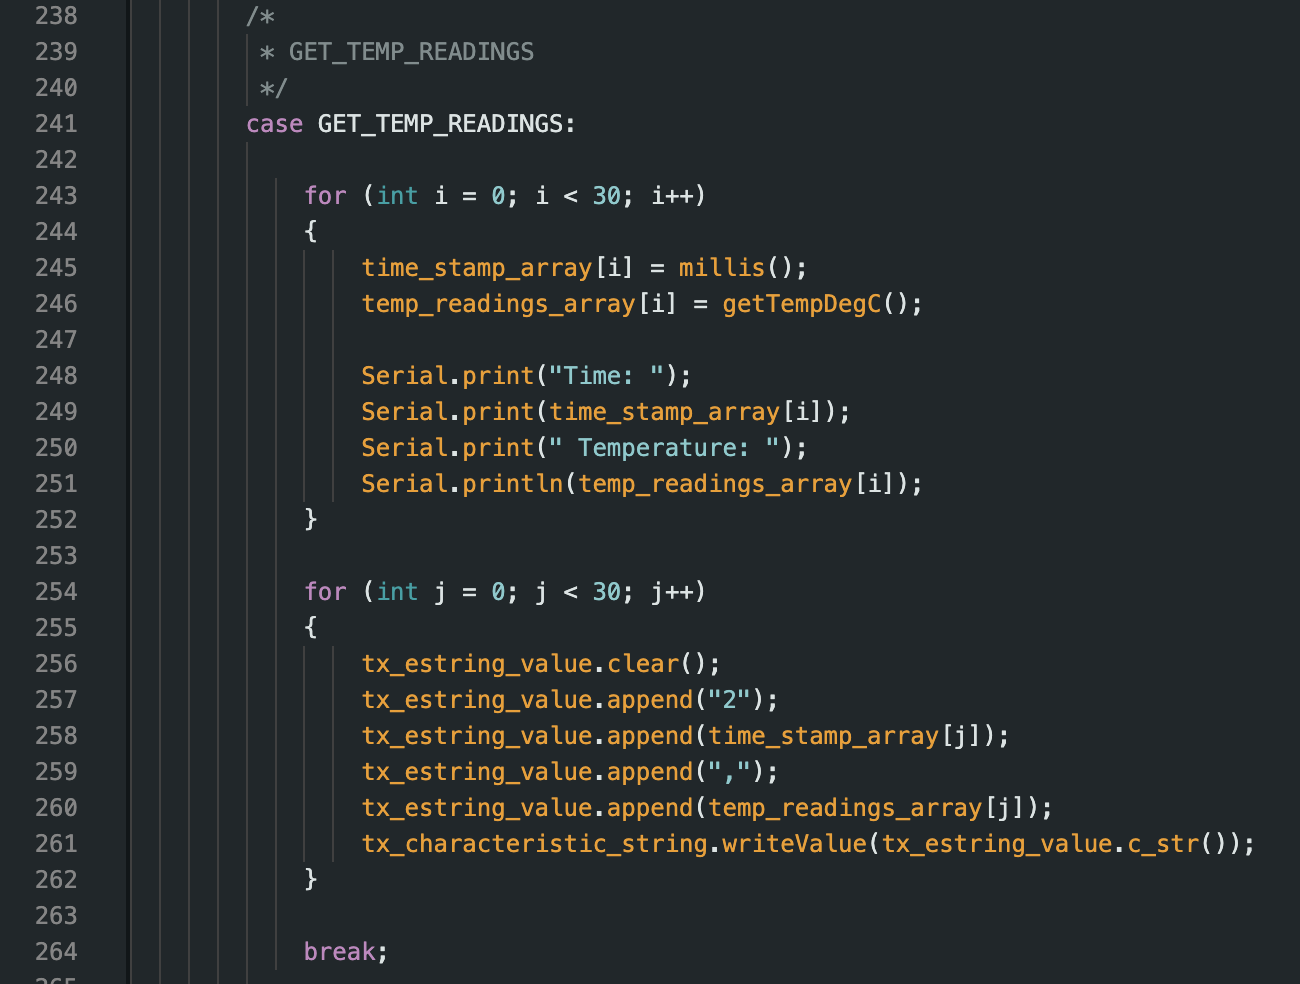 238 /*
239 * GET_TEMP_READINGS
240 */
241 case GET_TEMP_READINGS:
242
243 for (int i = 0; i < 30; i++)
244 {
245 time_stamp_array[i] = millis();
246 temp_readings_array[i] = getTempDegC();
247
248 Serial.print("Time: ");
249 Serial.print(time_stamp_array[i]);
250 Serial.print(" Temperature: ");
251 Serial.println(temp_readings_array[i]);
252 }
253
254 for (int j = 0; j < 30; j++)
255 {
256 tx_estring_value.clear();
257 tx_estring_value.append("2");
258 tx_estring_value.append(time_stamp_array[j]);
259 tx_estring_value.append(",");
260 tx_estring_value.append(temp_readings_array[j]);
261 tx_characteristic_string.writeValue(tx_estring_value.c_str());
262 }
263
264 break;